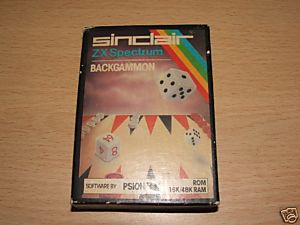 sinclair
ZX Spectrum
BACKGAMMON
SOFTWARE BY PSION
ROM
16K/48K RAM